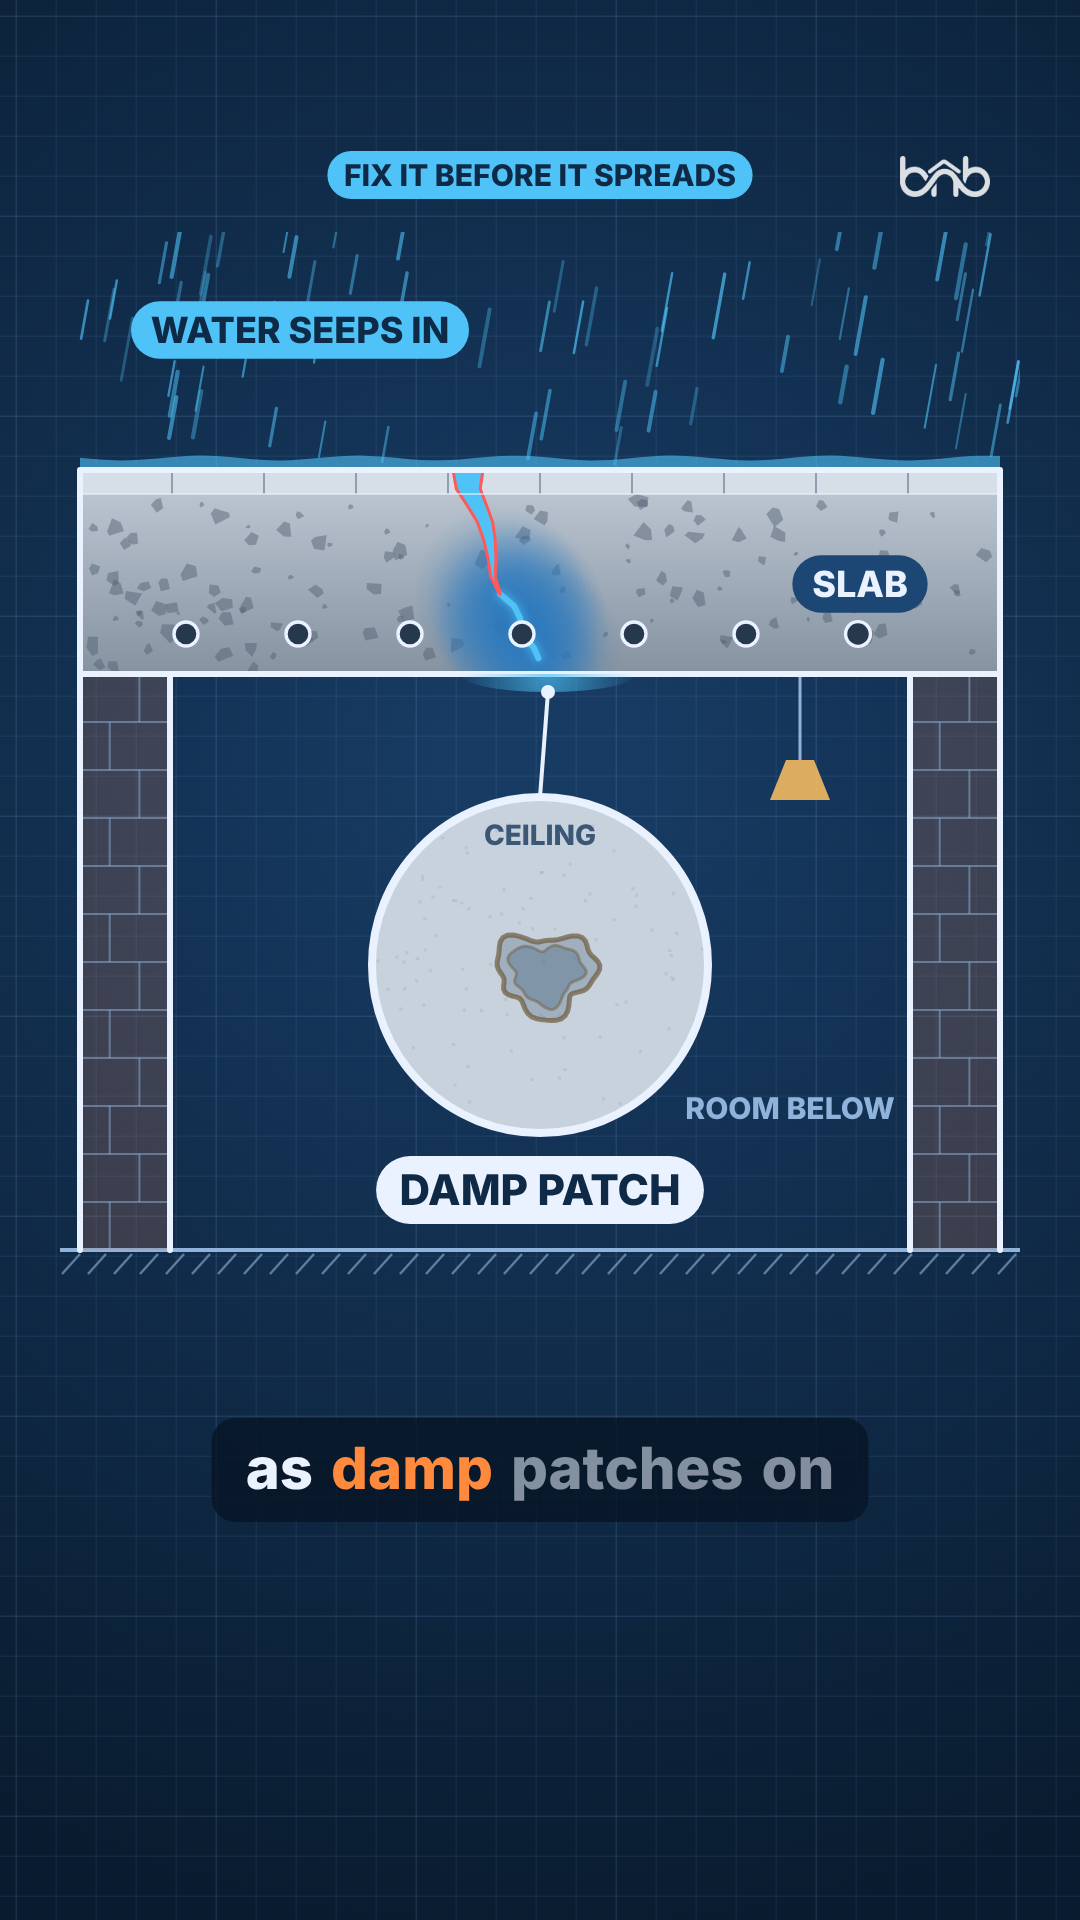 FIX IT BEFORE IT SPREADS
bnb
WATER SEEPS IN
SLAB
CEILING
ROOM BELOW
DAMP PATCH
as damp patches on